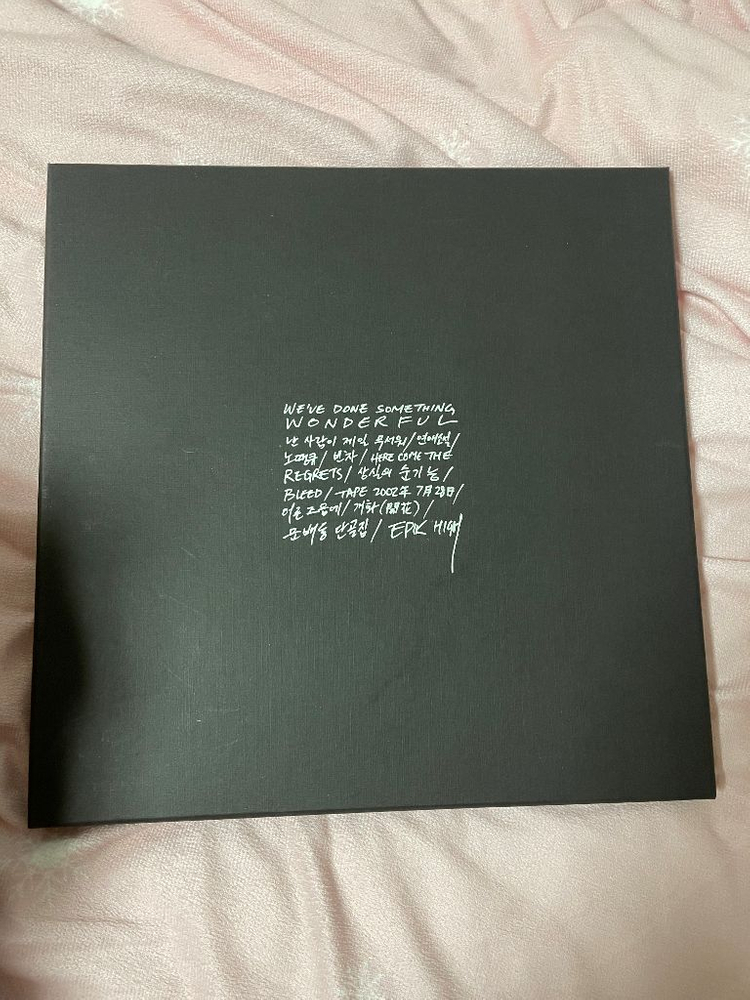 WE'VE DONE SOMETHING
WONDERFUL
난 사람이 제일 무서워/연애소설/
노땡큐/빈차/HERE COME THE
REGRETS/상실의 순기능/
BLEED/TAPE 2002年 7月28日/
어른 즈음에/개화(開花)/
문배동 단골집/EPIK HIGH